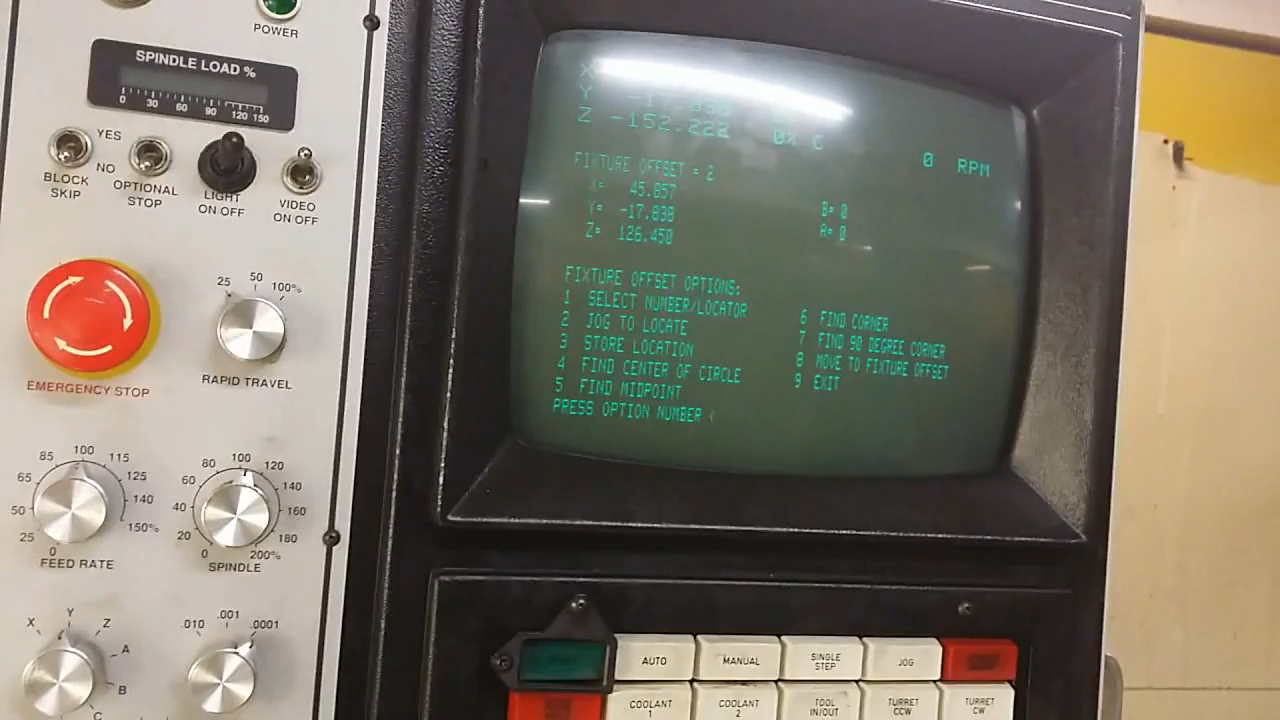 POWER
SPINDLE LOAD %
0 30 60 90 120 150
YES
NO
BLOCK
SKIP
OPTIONAL
STOP
LIGHT
ON OFF
VIDEO
ON OFF
25 50 100%
RAPID TRAVEL
EMERGENCY STOP
0 25 50 65 85 100 115 125 140 150%
FEED RATE
0 20 40 60 80 100 120 140 160 180 200%
SPINDLE
X Y Z A B C
.010 .001 .0001
X
Y -17.838
Z -152.222 0% C
0 RPM
FIXTURE OFFSET = 2
X= 45.857
Y= -17.838 B= 0
Z= 126.450 A= 0
FIXTURE OFFSET OPTIONS:
1 SELECT NUMBER/LOCATOR
2 JOG TO LOCATE
3 STORE LOCATION
4 FIND CENTER OF CIRCLE
5 FIND MIDPOINT
6 FIND CORNER
7 FIND 90 DEGREE CORNER
8 MOVE TO FIXTURE OFFSET
9 EXIT
PRESS OPTION NUMBER
AUTO
MANUAL
SINGLE
STEP
JOG
COOLANT
1
COOLANT
2
TOOL
IN/OUT
TURRET
CCW
TURRET
CW